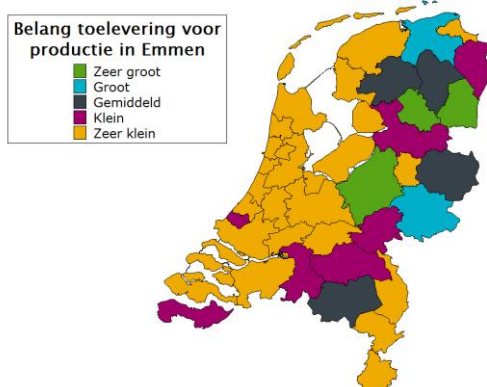 Belang toelevering voor
productie in Emmen
Zeer groot
Groot
Gemiddeld
Klein
Zeer klein